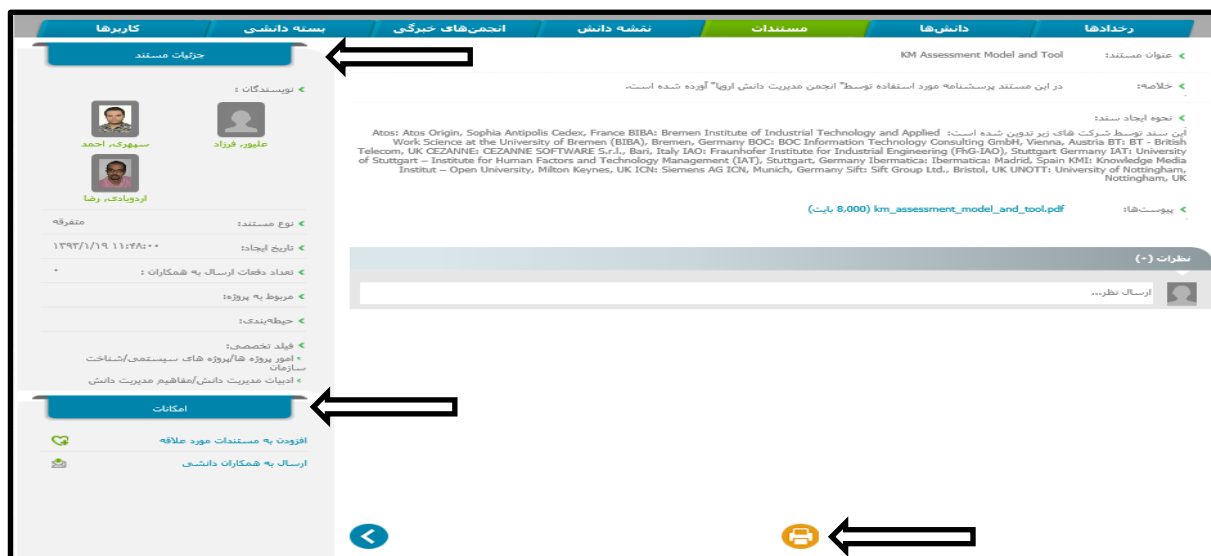 رخدادها
دانش‌ها
مستندات
نقشه دانش
انجمن‌های خبرگی
بسته دانشی
کاربرها
عنوان مستند: KM Assessment Model and Tool
خلاصه: در این مستند پرسشنامه مورد استفاده توسط" انجمن مدیریت دانش اروپا" آورده شده است.
نحوه ایجاد سند:
این سند توسط شرکت های زیر تدوین شده است: Atos: Atos Origin, Sophia Antipolis Cedex, France BIBA: Bremen Institute of Industrial Technology and Applied
Work Science at the University of Bremen (BIBA), Bremen, Germany BOC: BOC Information Technology Consulting GmbH, Vienna, Austria BT: BT - British
Telecom, UK CEZANNE: CEZANNE SOFTWARE S.r.l., Bari, Italy IAO: Fraunhofer Institute for Industrial Engineering (FhG-IAO), Stuttgart Germany IAT: University
of Stuttgart – Institute for Human Factors and Technology Management (IAT), Stuttgart, Germany Ibermatica: Ibermatica: Madrid, Spain KMI: Knowledge Media
Institut – Open University, Milton Keynes, UK ICN: Siemens AG ICN, Munich, Germany Sift: Sift Group Ltd., Bristol, UK UNOTT: University of Nottingham,
Nottingham, UK
پیوست‌ها: km_assessment_model_and_tool.pdf (8,000 بایت)
نظرات (۰)
ارسال نظر...
جزئیات مستند
نویسندگان :
علیپور، فرزاد
سپهری، احمد
اردوبادی، رضا
نوع مستند: متفرقه
تاریخ ایجاد: ۱۳۹۳/۱/۱۹ ۱۱:۴۸:۰۰
تعداد دفعات ارسال به همکاران : ۰
مربوط به پروژه:
حیطه‌بندی:
فیلد تخصصی:
امور پروژه ها/پروژه های سیستمی/شناخت
سازمان
ادبیات مدیریت دانش/مفاهیم مدیریت دانش
امکانات
افزودن به مستندات مورد علاقه
ارسال به همکاران دانشی